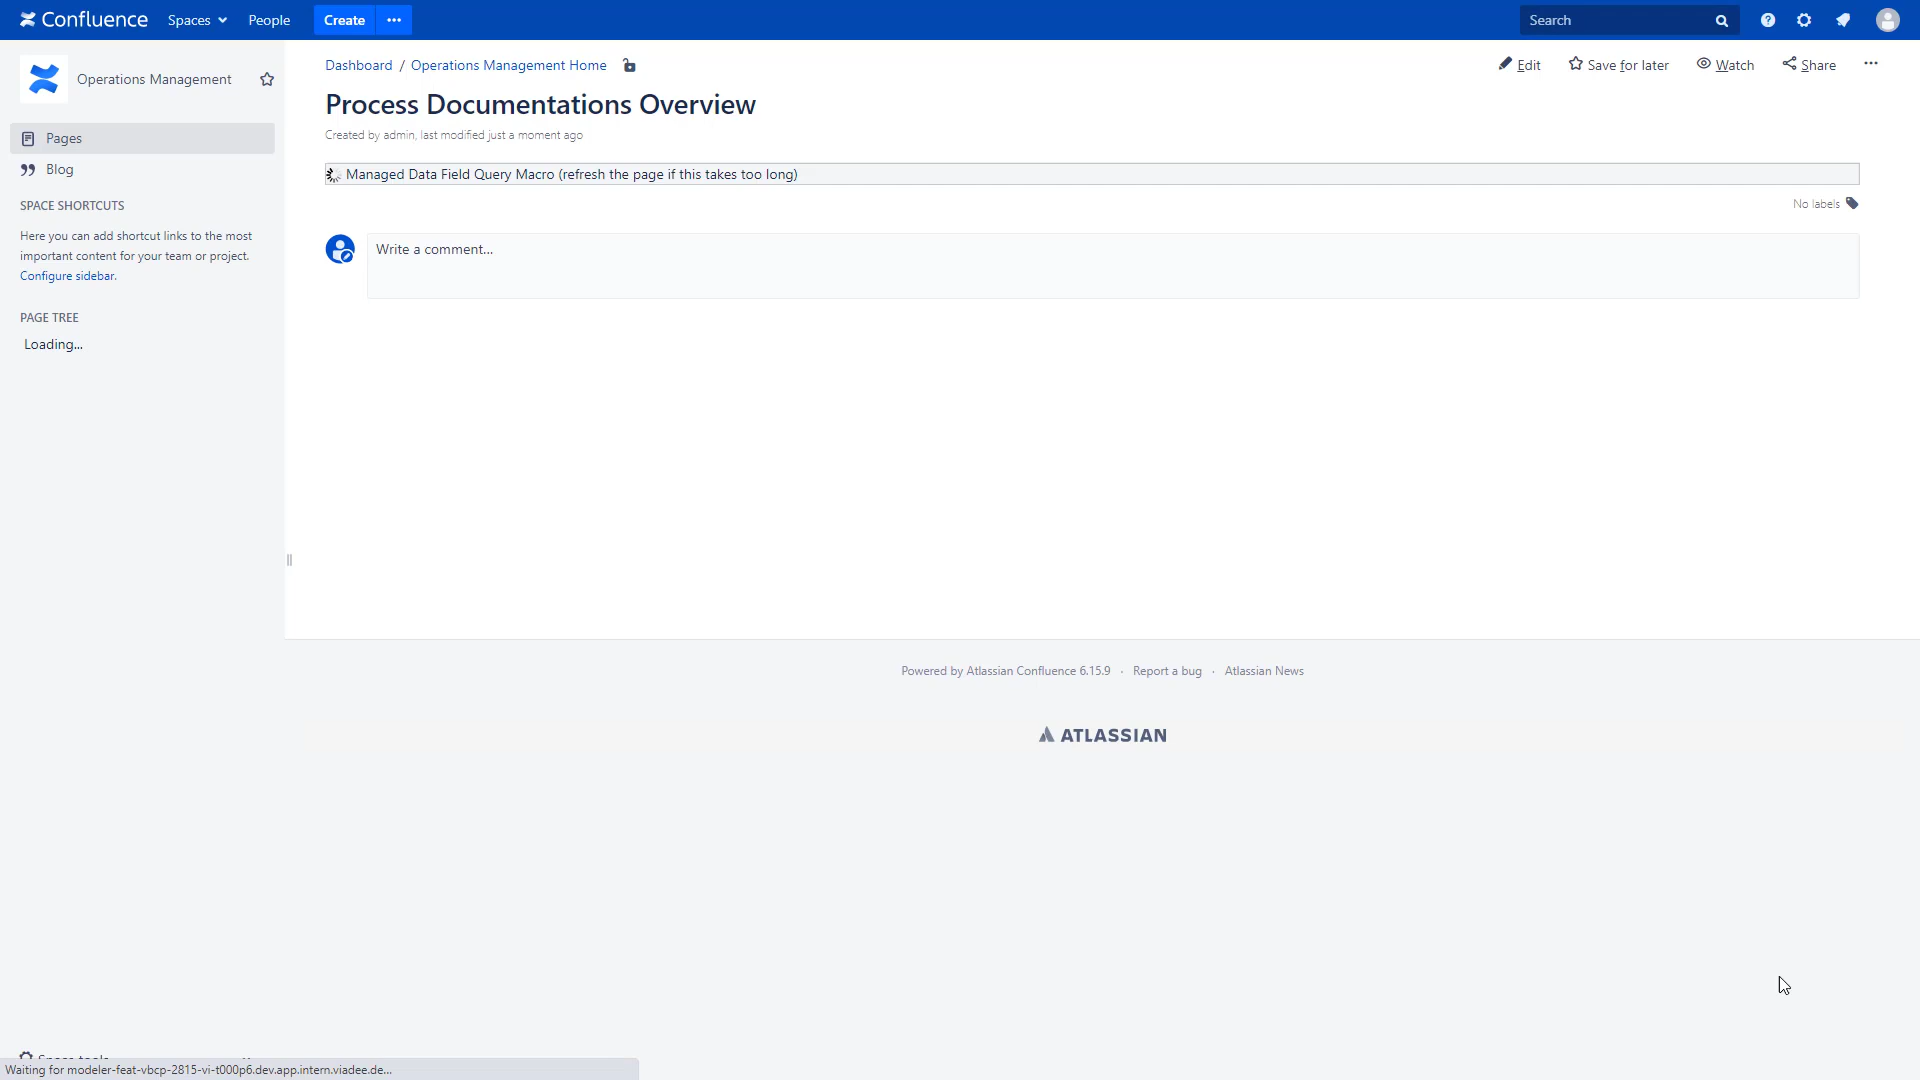 Confluence Spaces People Create Search
Operations Management
Dashboard / Operations Management Home
Edit Save for later Watch Share
Process Documentations Overview
Created by admin, last modified just a moment ago
Pages
Blog
SPACE SHORTCUTS
Here you can add shortcut links to the most
important content for your team or project.
Configure sidebar.
PAGE TREE
Loading...
Managed Data Field Query Macro (refresh the page if this takes too long)
No labels
Write a comment...
Powered by Atlassian Confluence 6.15.9 · Report a bug · Atlassian News
ATLASSIAN
Space tools
Waiting for modeler-feat-vbcp-2815-vi-t000p6.dev.app.intern.viadee.de...